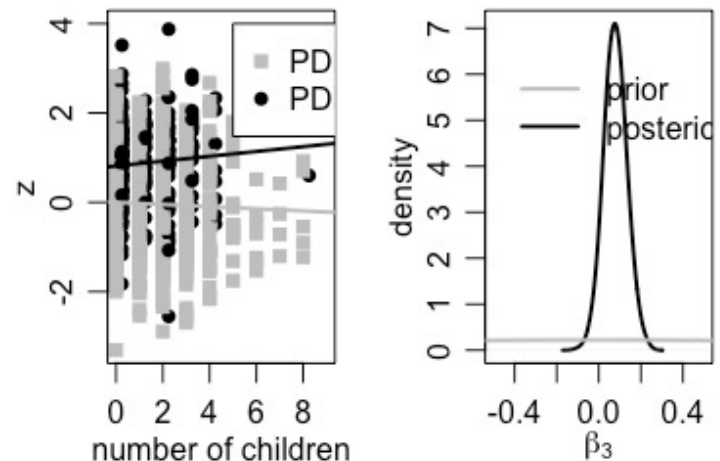 4
2
0
-2
z
PD
PD
0 2 4 6 8
number of children
7
6
5
4
3
2
1
0
density
prior
posteric
-0.4 0.0 0.4
β3